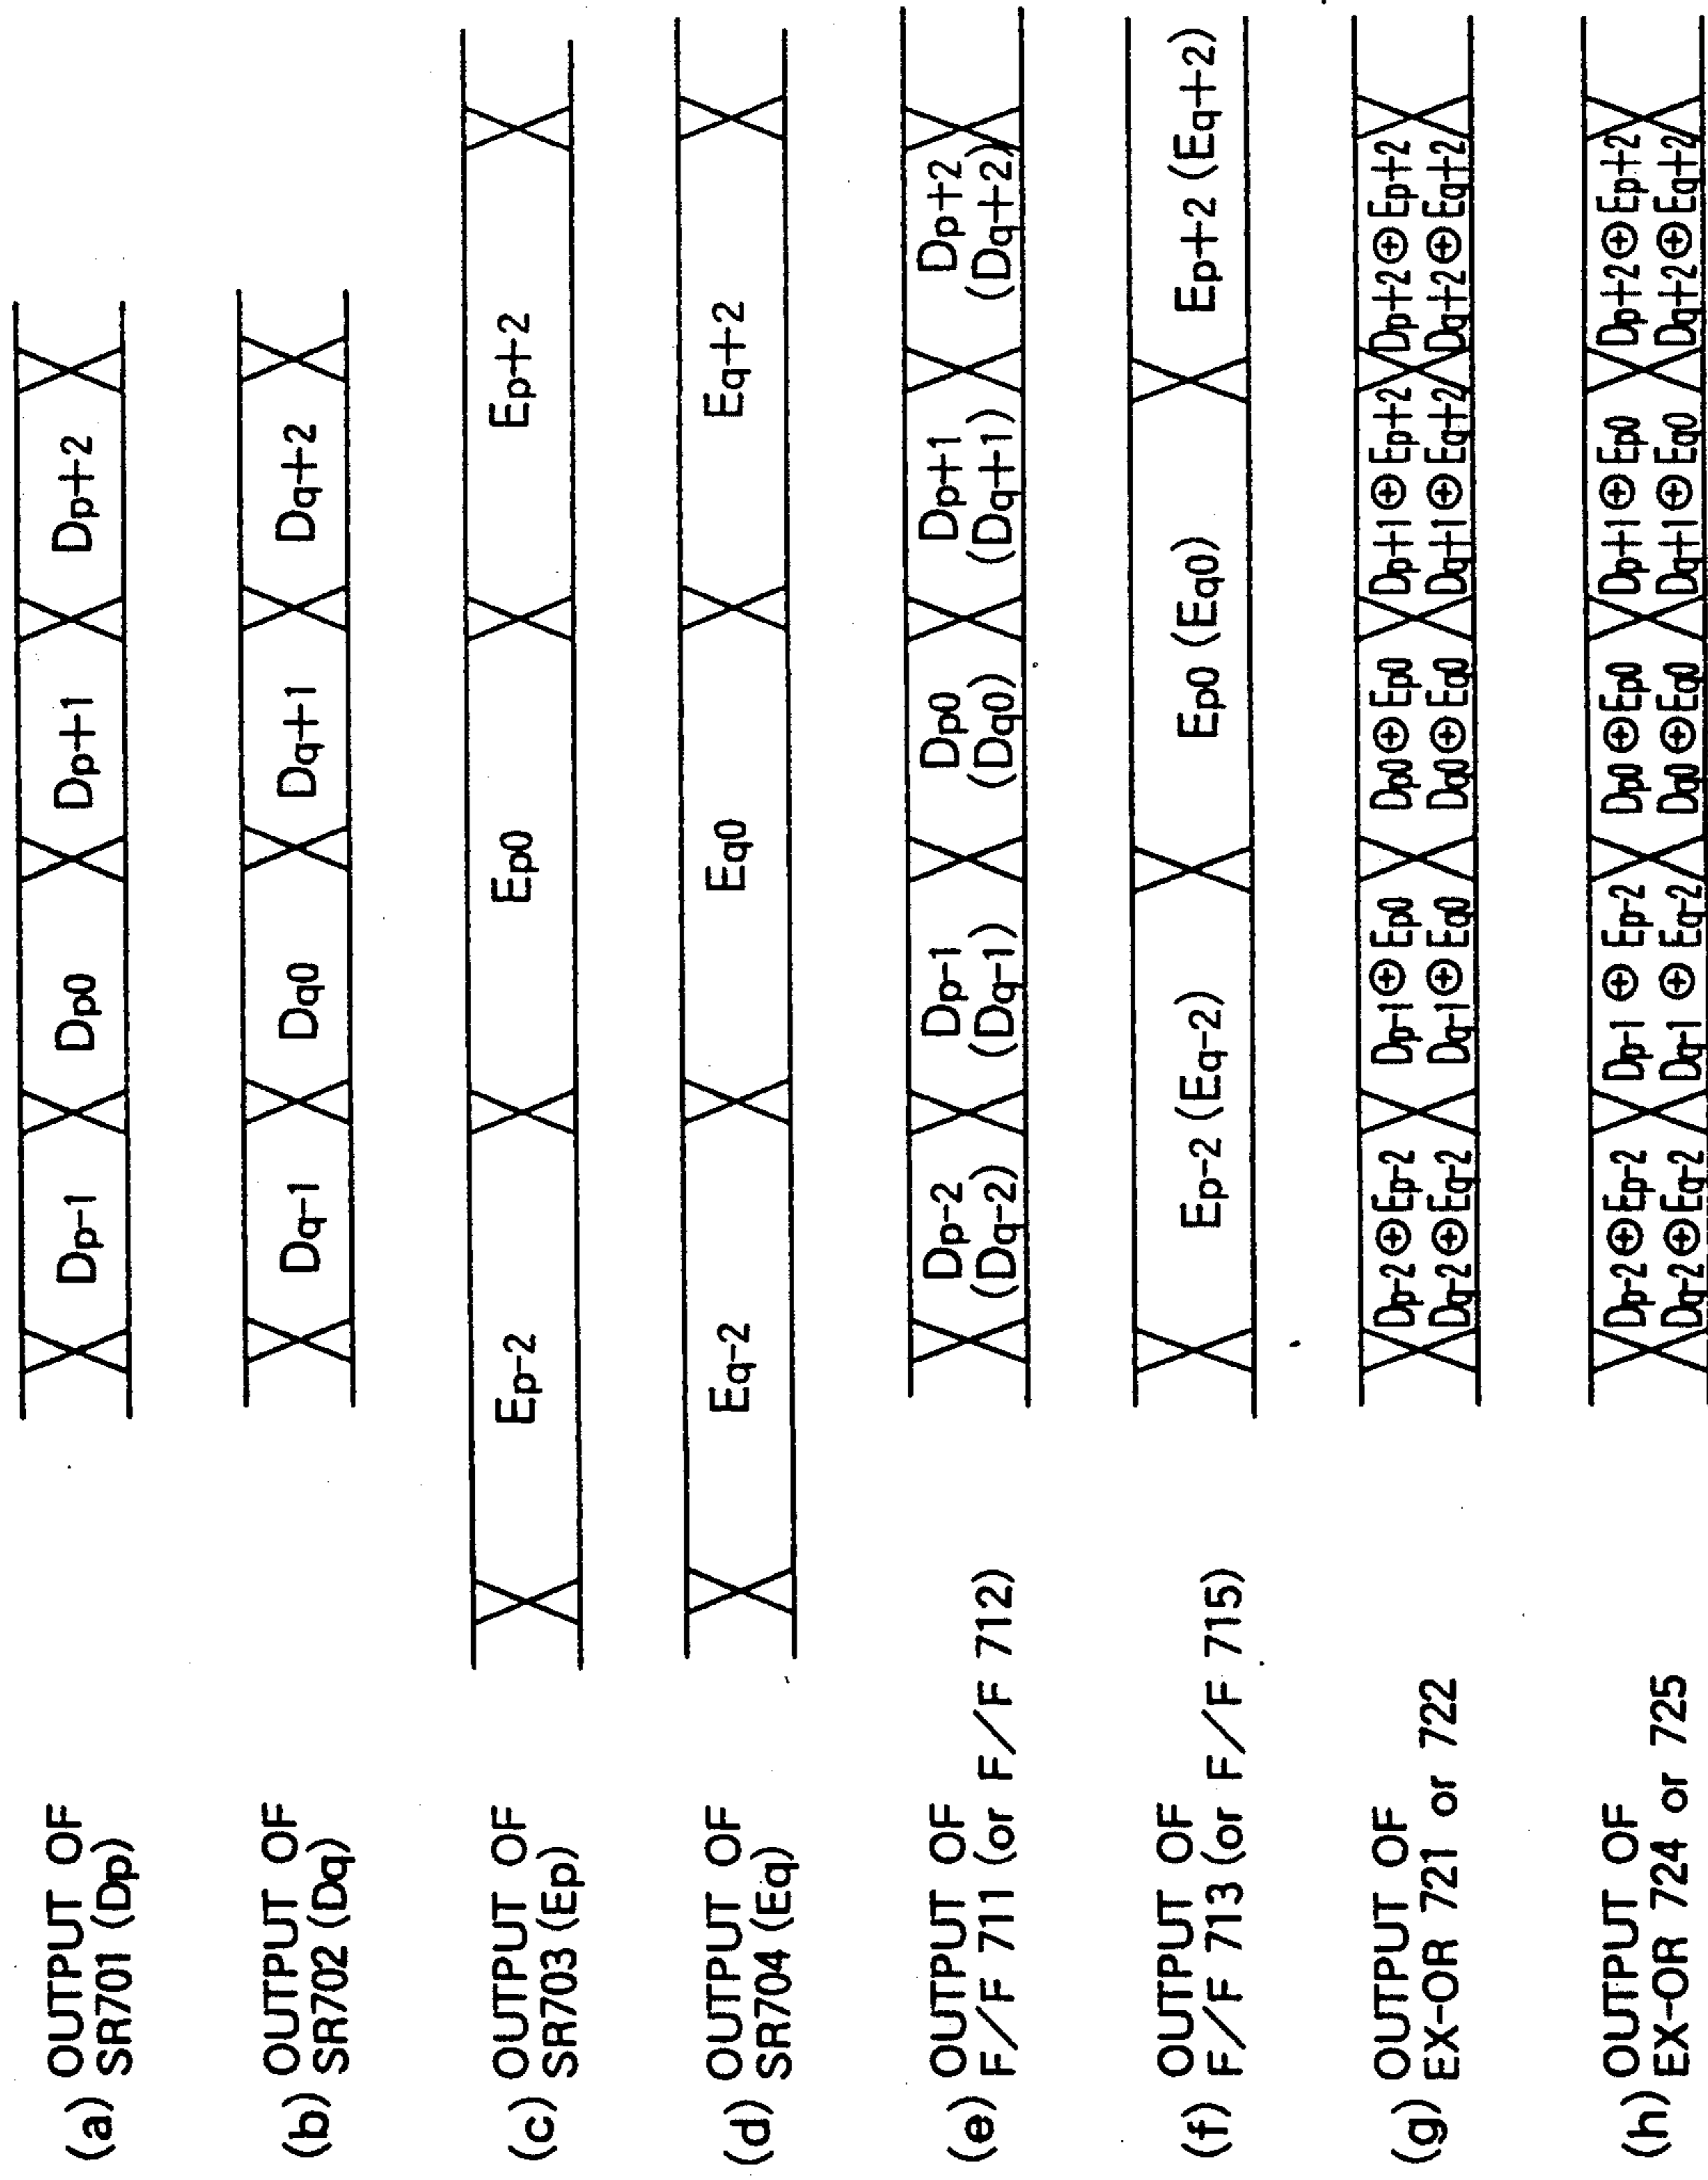 (a) OUTPUT OF
SR701 (Dp)
Dp-1 Dp0 Dp+1 Dp+2
(b) OUTPUT OF
SR702 (Dq)
Dq-1 Dq0 Dq+1 Dq+2
(c) OUTPUT OF
SR703 (Ep)
Ep-2 Ep0 Ep+2
(d) OUTPUT OF
SR704 (Eq)
Eq-2 Eq0 Eq+2
(e) OUTPUT OF
F/F 711 (or F/F 712)
Dp-2 Dp-1 Dp0 Dp+1 Dp+2
(Dq-2) (Dq-1) (Dq0) (Dq+1) (Dq+2)
(f) OUTPUT OF
F/F 713 (or F/F 715)
Ep-2 (Eq-2) Ep0 (Eq0) Ep+2 (Eq+2)
(g) OUTPUT OF
EX-OR 721 or 722
Dp-2⊕Ep-2 Dp-1⊕Ep0 Dp0⊕Ep0 Dp+1⊕Ep+2 Dp+2⊕Ep+2
Dq-2⊕Eq-2 Dq-1⊕Eq0 Dq0⊕Eq0 Dq+1⊕Eq+2 Dq+2⊕Eq+2
(h) OUTPUT OF
EX-OR 724 or 725
Dp-2⊕Ep-2 Dp-1⊕Ep-2 Dp0⊕Ep0 Dp+1⊕Ep0 Dp+2⊕Ep+2
Dq-2⊕Eq-2 Dq-1⊕Eq-2 Dq0⊕Eq0 Dq+1⊕Eq0 Dq+2⊕Eq+2